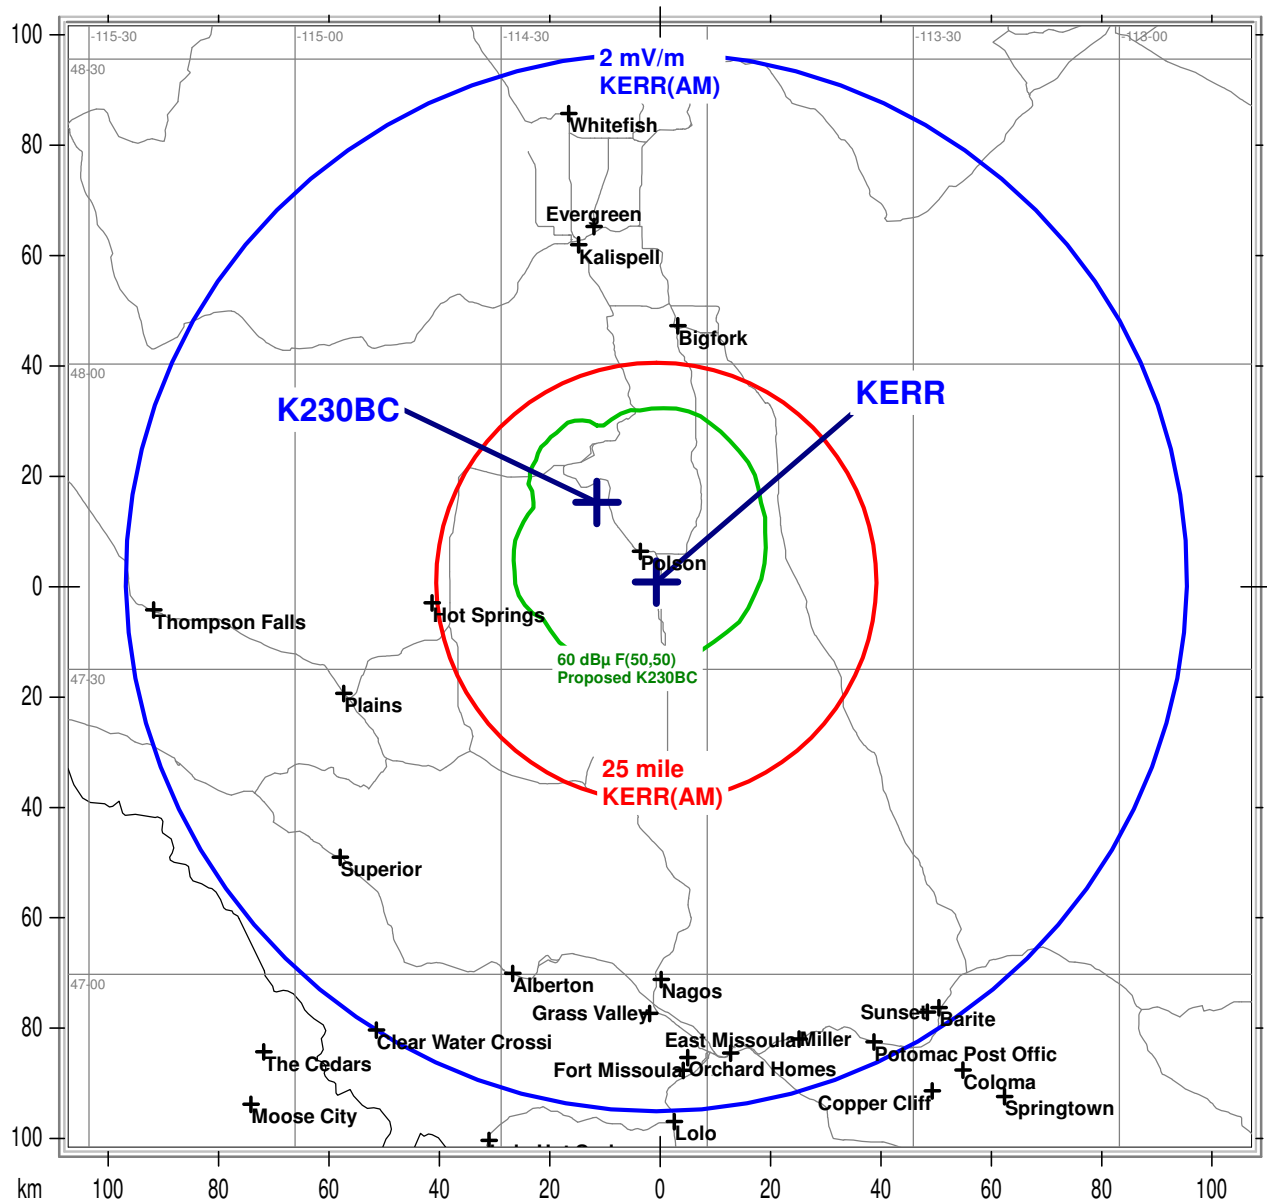 100
-115-30
-115-00
-114-30
-113-30
-113-00
2 mV/m
KERR(AM)
48-30
Whitefish
80
Evergreen
60
Kalispell
Bigfork
40
48-00
K230BC
KERR
20
Polson
0
Thompson Falls
Hot Springs
60 dBµ F(50,50)
Proposed K230BC
47-30
20
Plains
25 mile
KERR(AM)
40
Superior
60
47-00
Alberton
Nagos
Grass Valley
Sunset
Barite
80
Clear Water Crossi
East Missoula
Miller
Potomac Post Offic
The Cedars
Fort Missoula
Orchard Homes
Coloma
Moose City
Copper Cliff
Springtown
Lolo
100
km
100
80
60
40
20
0
20
40
60
80
100